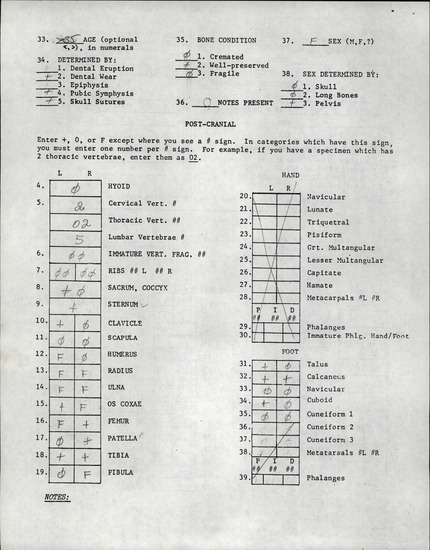 33. >35 AGE (optional <,>), in numerals
34. DETERMINED BY:
1. Dental Eruption
+ 2. Dental Wear
3. Epiphysis
+ 4. Pubic Symphysis
+ 5. Skull Sutures
35. BONE CONDITION
Ø 1. Cremated
+ 2. Well-preserved
Ø 3. Fragile
36. O NOTES PRESENT
37. F SEX (M,F,?)
38. SEX DETERMINED BY:
Ø 1. Skull
Ø 2. Long Bones
+ 3. Pelvis
POST-CRANIAL
Enter +, 0, or F except where you see a # sign. In categories which have this sign,
you must enter one number per # sign. For example, if you have a specimen which has
2 thoracic vertebrae, enter them as 02.
L R
4. Ø HYOID
5. 2 Cervical Vert. #
02 Thoracic Vert. ##
5 Lumbar Vertebrae #
6. Ø Ø IMMATURE VERT. FRAG. ##
7. ØØ ØØ RIBS ## L ## R
8. + Ø SACRUM, COCCYX
9. + STERNUM
10. + Ø CLAVICLE
11. Ø Ø SCAPULA
12. F Ø HUMERUS
13. F F RADIUS
14. F F ULNA
15. + F OS COXAE
16. F + FEMUR
17. Ø + PATELLA
18. + + TIBIA
19. Ø F FIBULA
NOTES:
HAND
L R
20. Navicular
21. Lunate
22. Triquetral
23. Pisiform
24. Grt. Multangular
25. Lesser Multangular
26. Capitate
27. Hamate
28. Metacarpals #L #R
P I D
## ## ##
29. Phalanges
30. Immature Phlg. Hand/Foot
FOOT
31. + Ø Talus
32. + + Calcaneus
33. Ø Ø Navicular
34. + Ø Cuboid
35. Ø Ø Cuneiform 1
36. Cuneiform 2
37. Cuneiform 3
38. Metatarsals #L #R
P I D
## ## ##
39. Phalanges